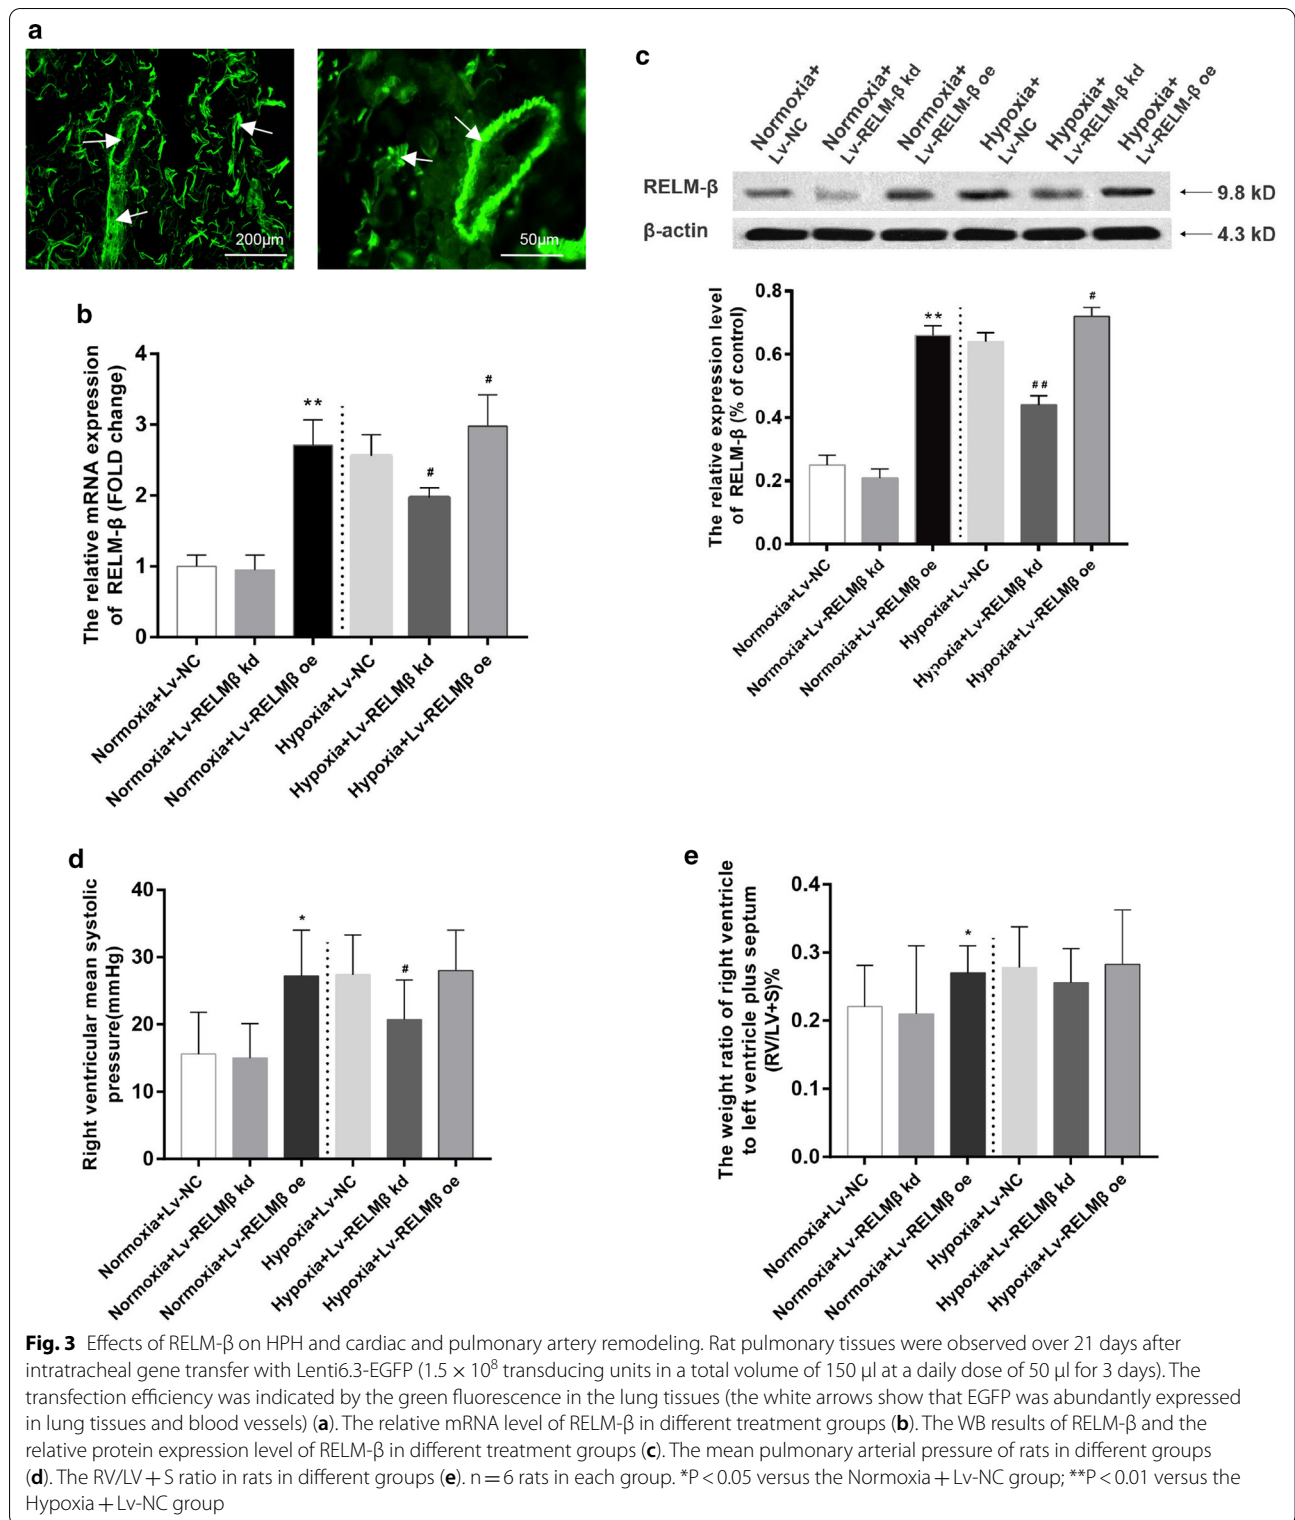 a
200µm
50µm
c
Normoxia+
Lv-NC
Normoxia+
Lv-RELM-β kd
Normoxia+
Lv-RELM-β oe
Hypoxia+
Lv-NC
Hypoxia+
Lv-RELM-β kd
Hypoxia+
Lv-RELM-β oe
RELM-β
9.8 kD
β-actin
4.3 kD
b
The relative mRNA expression
of RELM-β (FOLD change)
4
3
2
1
0
**
#
#
Normoxia+Lv-NC
Normoxia+Lv-RELMβ kd
Normoxia+Lv-RELMβ oe
Hypoxia+Lv-NC
Hypoxia+Lv-RELMβ kd
Hypoxia+Lv-RELMβ oe
The relative expression level
of RELM-β (% of control)
0.8
0.6
0.4
0.2
0.0
**
##
#
Normoxia+Lv-NC
Normoxia+Lv-RELMβ kd
Normoxia+Lv-RELMβ oe
Hypoxia+Lv-NC
Hypoxia+Lv-RELMβ kd
Hypoxia+Lv-RELMβ oe
d
Right ventricular mean systolic
pressure(mmHg)
40
30
20
10
0
*
#
Normoxia+Lv-NC
Normoxia+Lv-RELMβ kd
Normoxia+Lv-RELMβ oe
Hypoxia+Lv-NC
Hypoxia+Lv-RELMβ kd
Hypoxia+Lv-RELMβ oe
e
The weight ratio of right ventricle
to left ventricle plus septum
(RV/LV+S)%
0.4
0.3
0.2
0.1
0.0
*
Normoxia+Lv-NC
Normoxia+Lv-RELMβ kd
Normoxia+Lv-RELMβ oe
Hypoxia+Lv-NC
Hypoxia+Lv-RELMβ kd
Hypoxia+Lv-RELMβ oe
Fig. 3 Effects of RELM-β on HPH and cardiac and pulmonary artery remodeling. Rat pulmonary tissues were observed over 21 days after
intratracheal gene transfer with Lenti6.3-EGFP (1.5 × 10⁸ transducing units in a total volume of 150 µl at a daily dose of 50 µl for 3 days). The
transfection efficiency was indicated by the green fluorescence in the lung tissues (the white arrows show that EGFP was abundantly expressed
in lung tissues and blood vessels) (a). The relative mRNA level of RELM-β in different treatment groups (b). The WB results of RELM-β and the
relative protein expression level of RELM-β in different treatment groups (c). The mean pulmonary arterial pressure of rats in different groups
(d). The RV/LV + S ratio in rats in different groups (e). n = 6 rats in each group. *P < 0.05 versus the Normoxia + Lv-NC group; **P < 0.01 versus the
Hypoxia + Lv-NC group